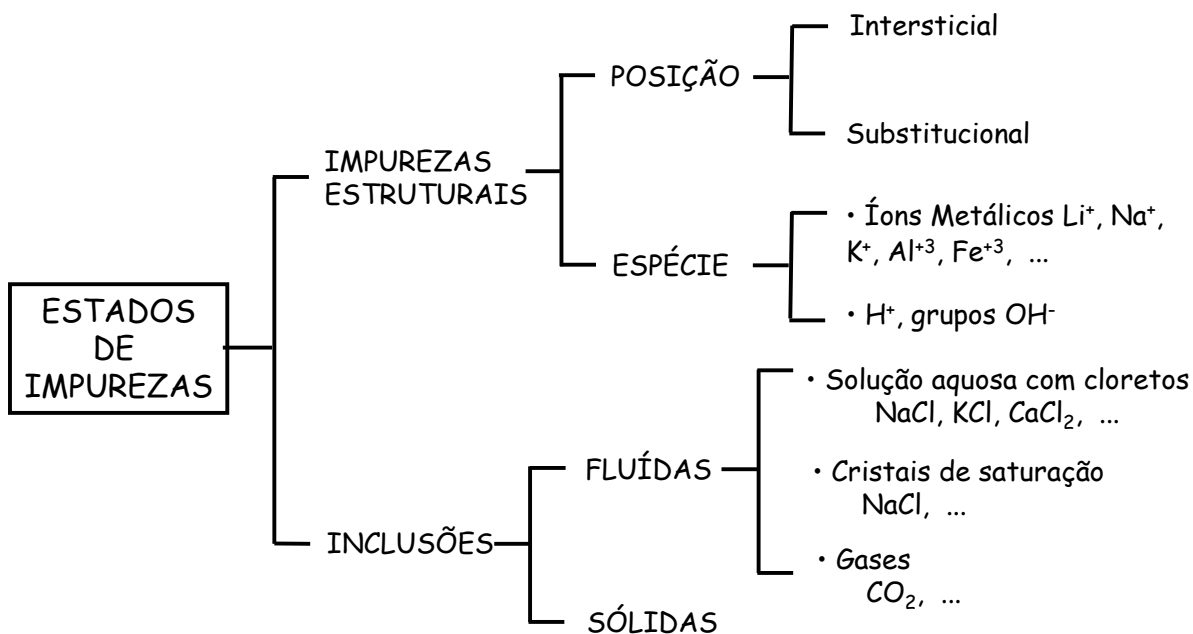 ESTADOS
DE
IMPUREZAS
IMPUREZAS
ESTRUTURAIS
POSIÇÃO
Intersticial
Substitucional
ESPÉCIE
• Íons Metálicos Li⁺, Na⁺,
K⁺, Al⁺³, Fe⁺³, ...
• H⁺, grupos OH⁻
INCLUSÕES
FLUÍDAS
• Solução aquosa com cloretos
NaCl, KCl, CaCl₂, ...
• Cristais de saturação
NaCl, ...
• Gases
CO₂, ...
SÓLIDAS